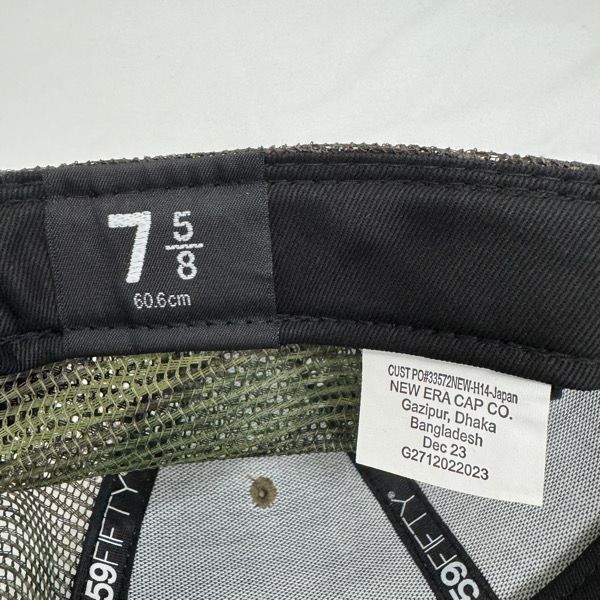 7 5/8
60.6cm
CUST PO#33572NEW-H14-Japan
NEW ERA CAP CO.
Gazipur, Dhaka
Bangladesh
Dec 23
G2712022023
59FIFTY
59FIFTY®